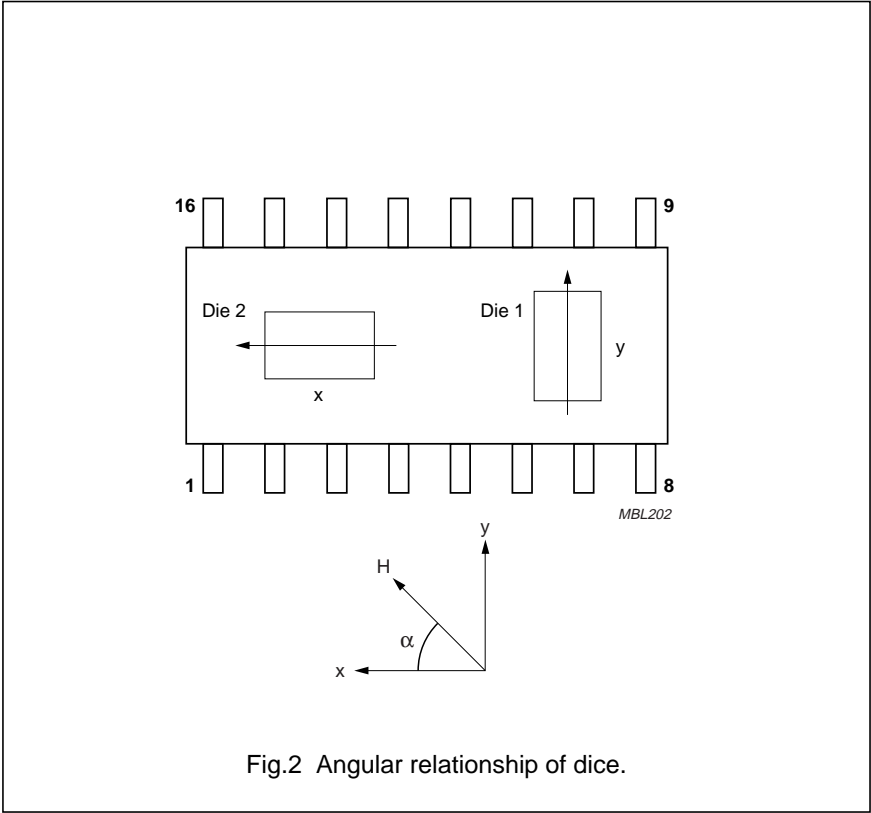 16 9
Die 2 Die 1
y
x
1 8
MBL202
y
H
α
x
Fig.2 Angular relationship of dice.